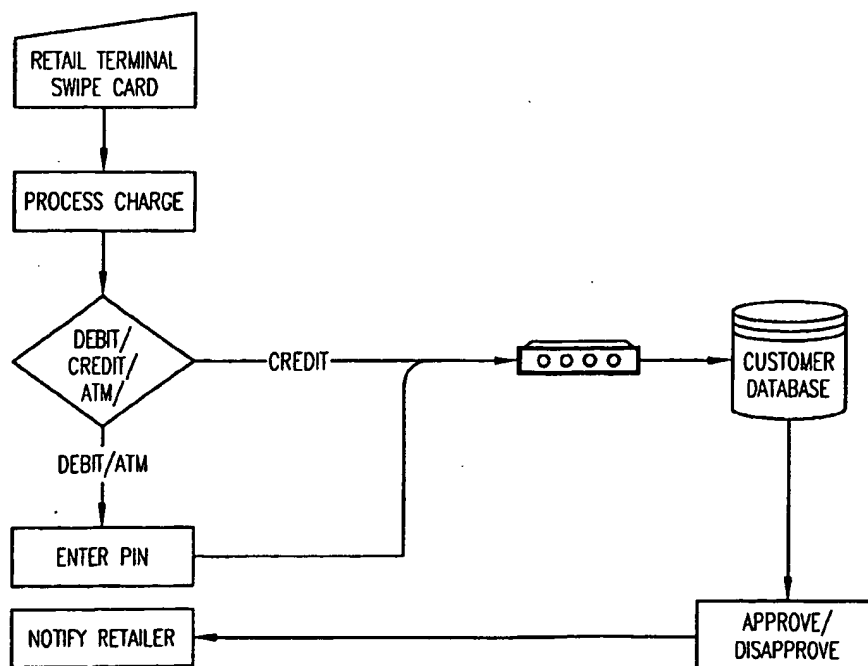 RETAIL TERMINAL
SWIPE CARD
PROCESS CHARGE
DEBIT/
CREDIT/
ATM/
CREDIT
CUSTOMER
DATABASE
DEBIT/ATM
ENTER PIN
NOTIFY RETAILER
APPROVE/
DISAPPROVE